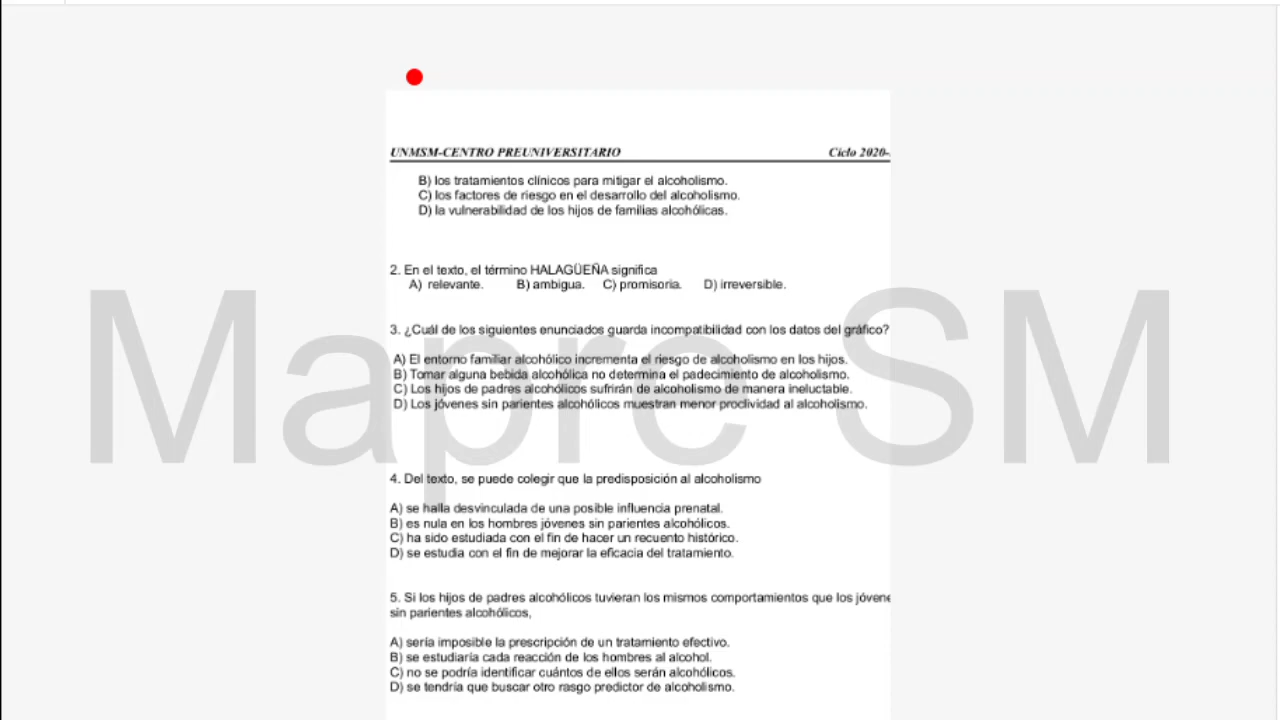 UNMSM-CENTRO PREUNIVERSITARIO Ciclo 2020-
B) los tratamientos clínicos para mitigar el alcoholismo.
C) los factores de riesgo en el desarrollo del alcoholismo.
D) la vulnerabilidad de los hijos de familias alcohólicas.
2. En el texto, el término HALAGÜEÑA significa
A) relevante. B) ambigua. C) promisoria. D) irreversible.
3. ¿Cuál de los siguientes enunciados guarda incompatibilidad con los datos del gráfico?
A) El entorno familiar alcohólico incrementa el riesgo de alcoholismo en los hijos.
B) Tomar alguna bebida alcohólica no determina el padecimiento de alcoholismo.
C) Los hijos de padres alcohólicos sufrirán de alcoholismo de manera ineluctable.
D) Los jóvenes sin parientes alcohólicos muestran menor proclividad al alcoholismo.
Mapre SM
4. Del texto, se puede colegir que la predisposición al alcoholismo
A) se halla desvinculada de una posible influencia prenatal.
B) es nula en los hombres jóvenes sin parientes alcohólicos.
C) ha sido estudiada con el fin de hacer un recuento histórico.
D) se estudia con el fin de mejorar la eficacia del tratamiento.
5. Si los hijos de padres alcohólicos tuvieran los mismos comportamientos que los jóvene
sin parientes alcohólicos,
A) sería imposible la prescripción de un tratamiento efectivo.
B) se estudiaría cada reacción de los hombres al alcohol.
C) no se podría identificar cuántos de ellos serán alcohólicos.
D) se tendría que buscar otro rasgo predictor de alcoholismo.